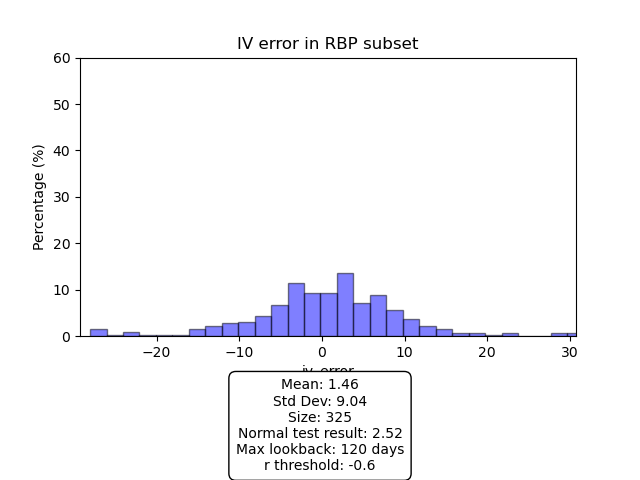 IV error in RBP subset
60
50
40
30
20
10
0
Percentage (%)
−20
−10
0
10
20
30
iv_error
Mean: 1.46
Std Dev: 9.04
Size: 325
Normal test result: 2.52
Max lookback: 120 days
r threshold: -0.6